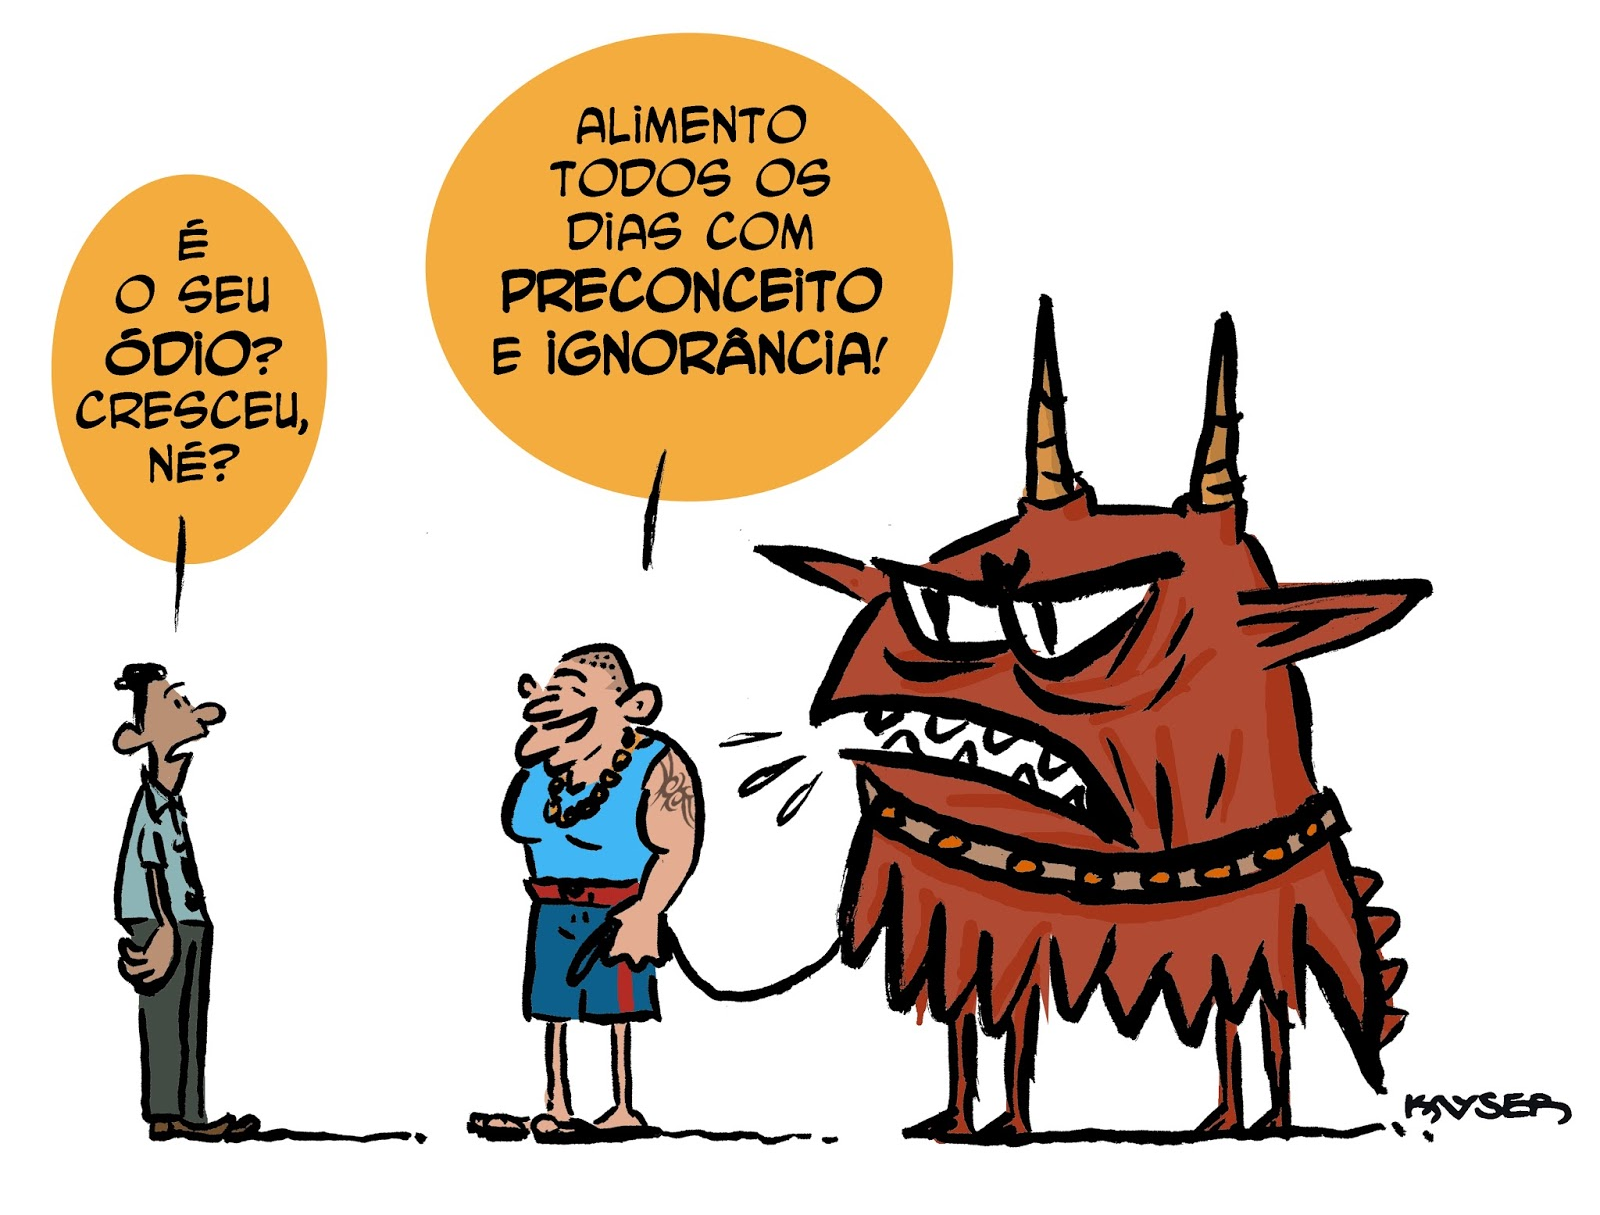 É
O SEU
ÓDIO?
CRESCEU,
NÉ?
ALIMENTO
TODOS OS
DIAS COM
PRECONCEITO
E IGNORÂNCIA!
KAYSER